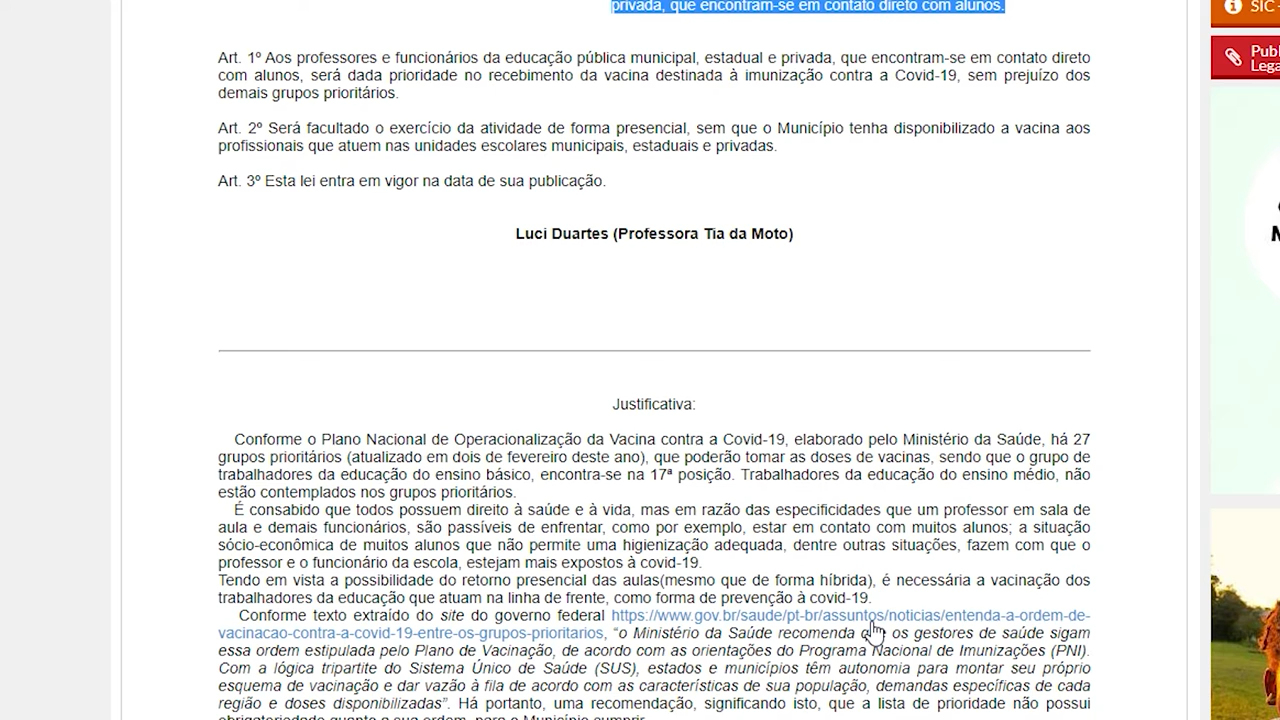 privada, que encontram-se em contato direto com alunos.
SIC -
Publ
Lega
Art. 1º Aos professores e funcionários da educação pública municipal, estadual e privada, que encontram-se em contato direto
com alunos, será dada prioridade no recebimento da vacina destinada à imunização contra a Covid-19, sem prejuízo dos
demais grupos prioritários.
Art. 2º Será facultado o exercício da atividade de forma presencial, sem que o Município tenha disponibilizado a vacina aos
profissionais que atuem nas unidades escolares municipais, estaduais e privadas.
Art. 3º Esta lei entra em vigor na data de sua publicação.
Luci Duartes (Professora Tia da Moto)
Justificativa:
Conforme o Plano Nacional de Operacionalização da Vacina contra a Covid-19, elaborado pelo Ministério da Saúde, há 27
grupos prioritários (atualizado em dois de fevereiro deste ano), que poderão tomar as doses de vacinas, sendo que o grupo de
trabalhadores da educação do ensino básico, encontra-se na 17ª posição. Trabalhadores da educação do ensino médio, não
estão contemplados nos grupos prioritários.
É consabido que todos possuem direito à saúde e à vida, mas em razão das especificidades que um professor em sala de
aula e demais funcionários, são passíveis de enfrentar, como por exemplo, estar em contato com muitos alunos; a situação
sócio-econômica de muitos alunos que não permite uma higienização adequada, dentre outras situações, fazem com que o
professor e o funcionário da escola, estejam mais expostos à covid-19.
Tendo em vista a possibilidade do retorno presencial das aulas(mesmo que de forma híbrida), é necessária a vacinação dos
trabalhadores da educação que atuam na linha de frente, como forma de prevenção à covid-19.
Conforme texto extraído do site do governo federal https://www.gov.br/saude/pt-br/assuntos/noticias/entenda-a-ordem-de-
vacinacao-contra-a-covid-19-entre-os-grupos-prioritarios, “o Ministério da Saúde recomenda que os gestores de saúde sigam
essa ordem estipulada pelo Plano de Vacinação, de acordo com as orientações do Programa Nacional de Imunizações (PNI).
Com a lógica tripartite do Sistema Único de Saúde (SUS), estados e municípios têm autonomia para montar seu próprio
esquema de vacinação e dar vazão à fila de acordo com as características de sua população, demandas específicas de cada
região e doses disponibilizadas”. Há portanto, uma recomendação, significando isto, que a lista de prioridade não possui
obrigatoriedade quanto a sua ordem, para o Município cumprir.